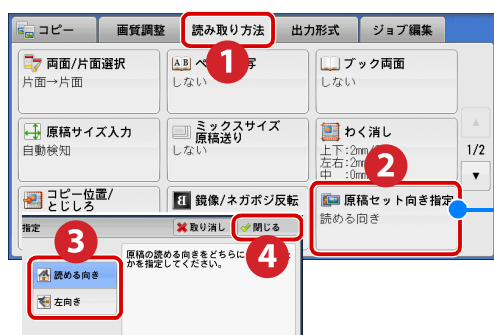 コピー 画質調整 読み取り方法 出力形式 ジョブ編集
1
両面/片面選択
片面→片面
しない
ブック両面
しない
原稿サイズ入力
自動検知
ミックスサイズ
原稿送り
しない
わく消し
上下:2mm
左右:2m
中 :0m
1/2
2
コピー位置/
とじしろ
鏡像/ネガポジ反転
原稿セット向き指定
読める向き
指定 取り消し 閉じる
3
4
読める向き
左向き
原稿の読める向きをどちらに
かを指定してください。